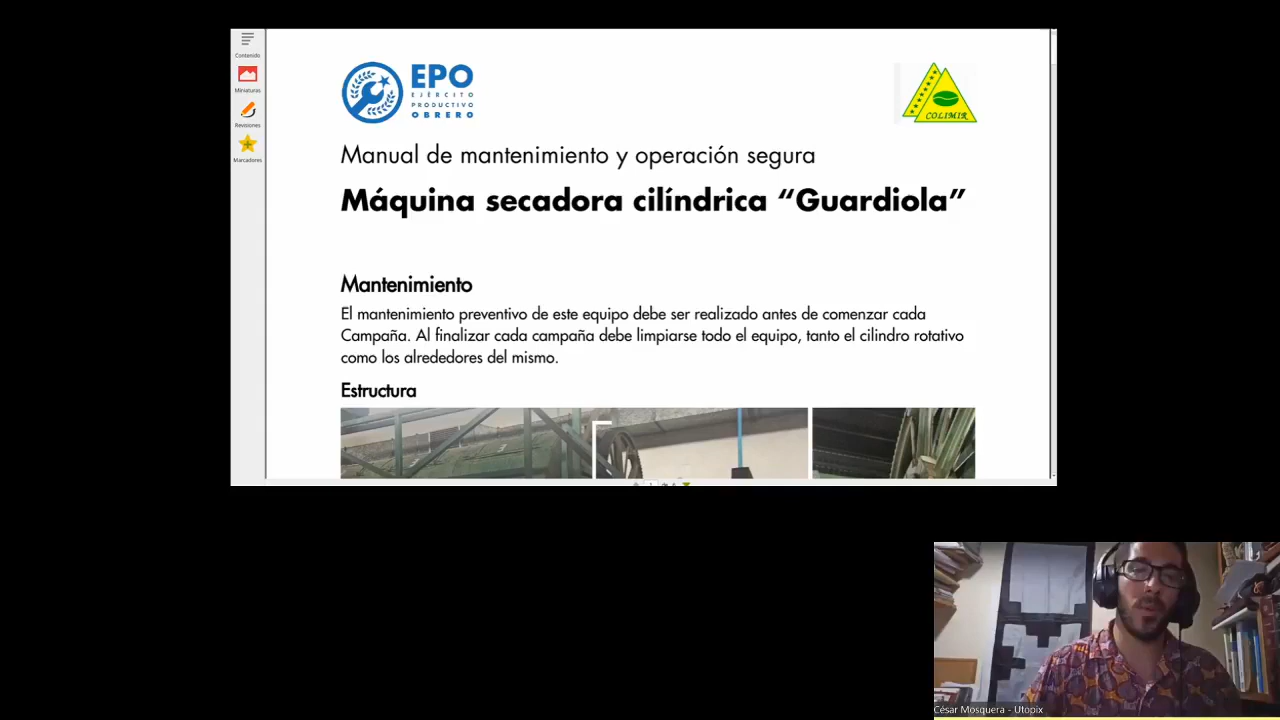 Contenido
Miniaturas
Revisiones
Marcadores
EPO
EJÉRCITO
PRODUCTIVO
OBRERO
COLIMIR
Manual de mantenimiento y operación segura
Máquina secadora cilíndrica “Guardiola”
Mantenimiento
El mantenimiento preventivo de este equipo debe ser realizado antes de comenzar cada
Campaña. Al finalizar cada campaña debe limpiarse todo el equipo, tanto el cilindro rotativo
como los alrededores del mismo.
Estructura
César Mosquera - Utopix